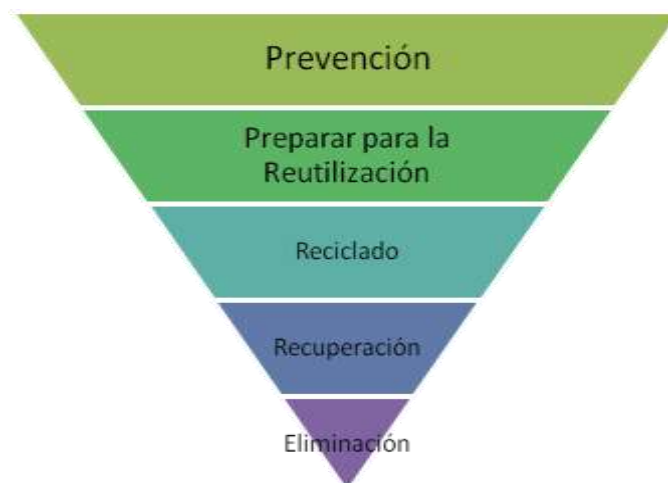 Prevención
Preparar para la
Reutilización
Reciclado
Recuperación
Eliminación